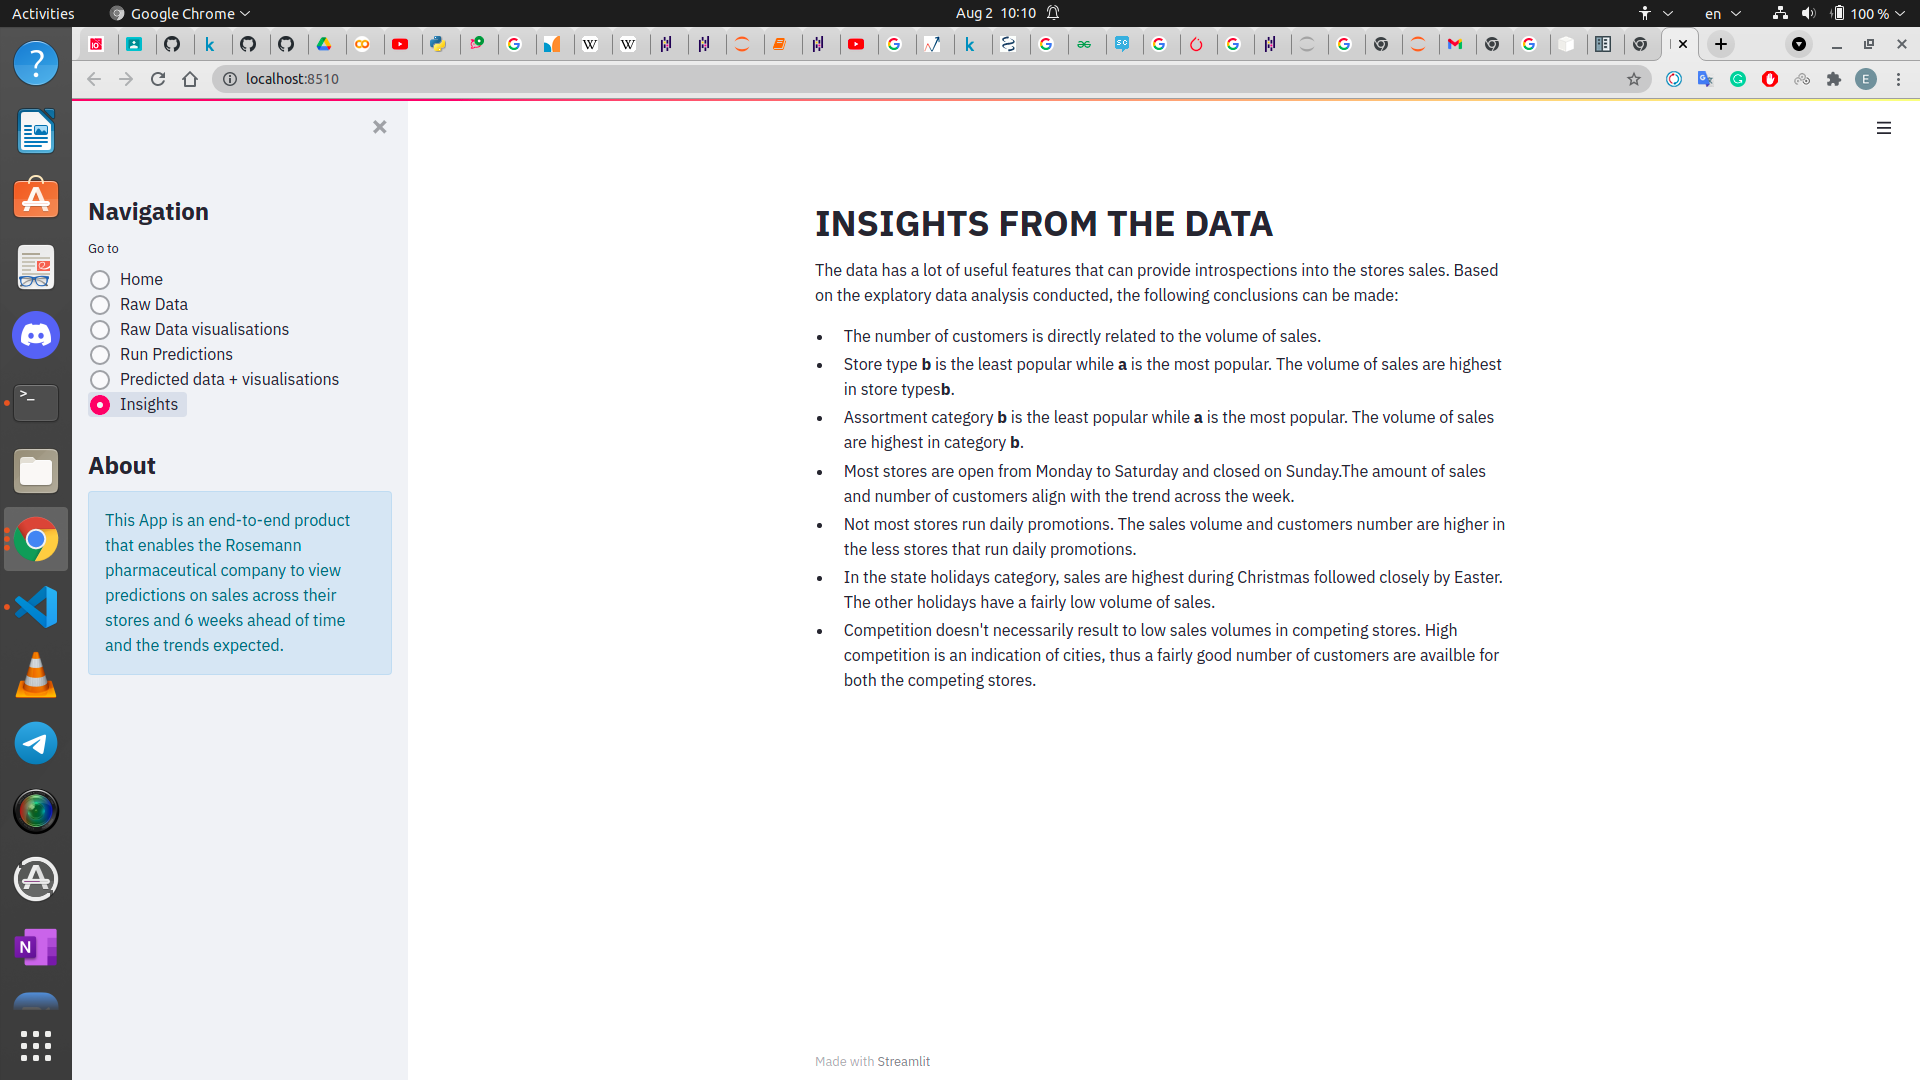 Activities
Google Chrome
Aug 2 10:10
en
100 %
localhost:8510
Navigation
Go to
Home
Raw Data
Raw Data visualisations
Run Predictions
Predicted data + visualisations
Insights
About
This App is an end-to-end product
that enables the Rosemann
pharmaceutical company to view
predictions on sales across their
stores and 6 weeks ahead of time
and the trends expected.
INSIGHTS FROM THE DATA
The data has a lot of useful features that can provide introspections into the stores sales. Based
on the explatory data analysis conducted, the following conclusions can be made:
• The number of customers is directly related to the volume of sales.
• Store type b is the least popular while a is the most popular. The volume of sales are highest
in store typesb.
• Assortment category b is the least popular while a is the most popular. The volume of sales
are highest in category b.
• Most stores are open from Monday to Saturday and closed on Sunday.The amount of sales
and number of customers align with the trend across the week.
• Not most stores run daily promotions. The sales volume and customers number are higher in
the less stores that run daily promotions.
• In the state holidays category, sales are highest during Christmas followed closely by Easter.
The other holidays have a fairly low volume of sales.
• Competition doesn't necessarily result to low sales volumes in competing stores. High
competition is an indication of cities, thus a fairly good number of customers are availble for
both the competing stores.
Made with Streamlit